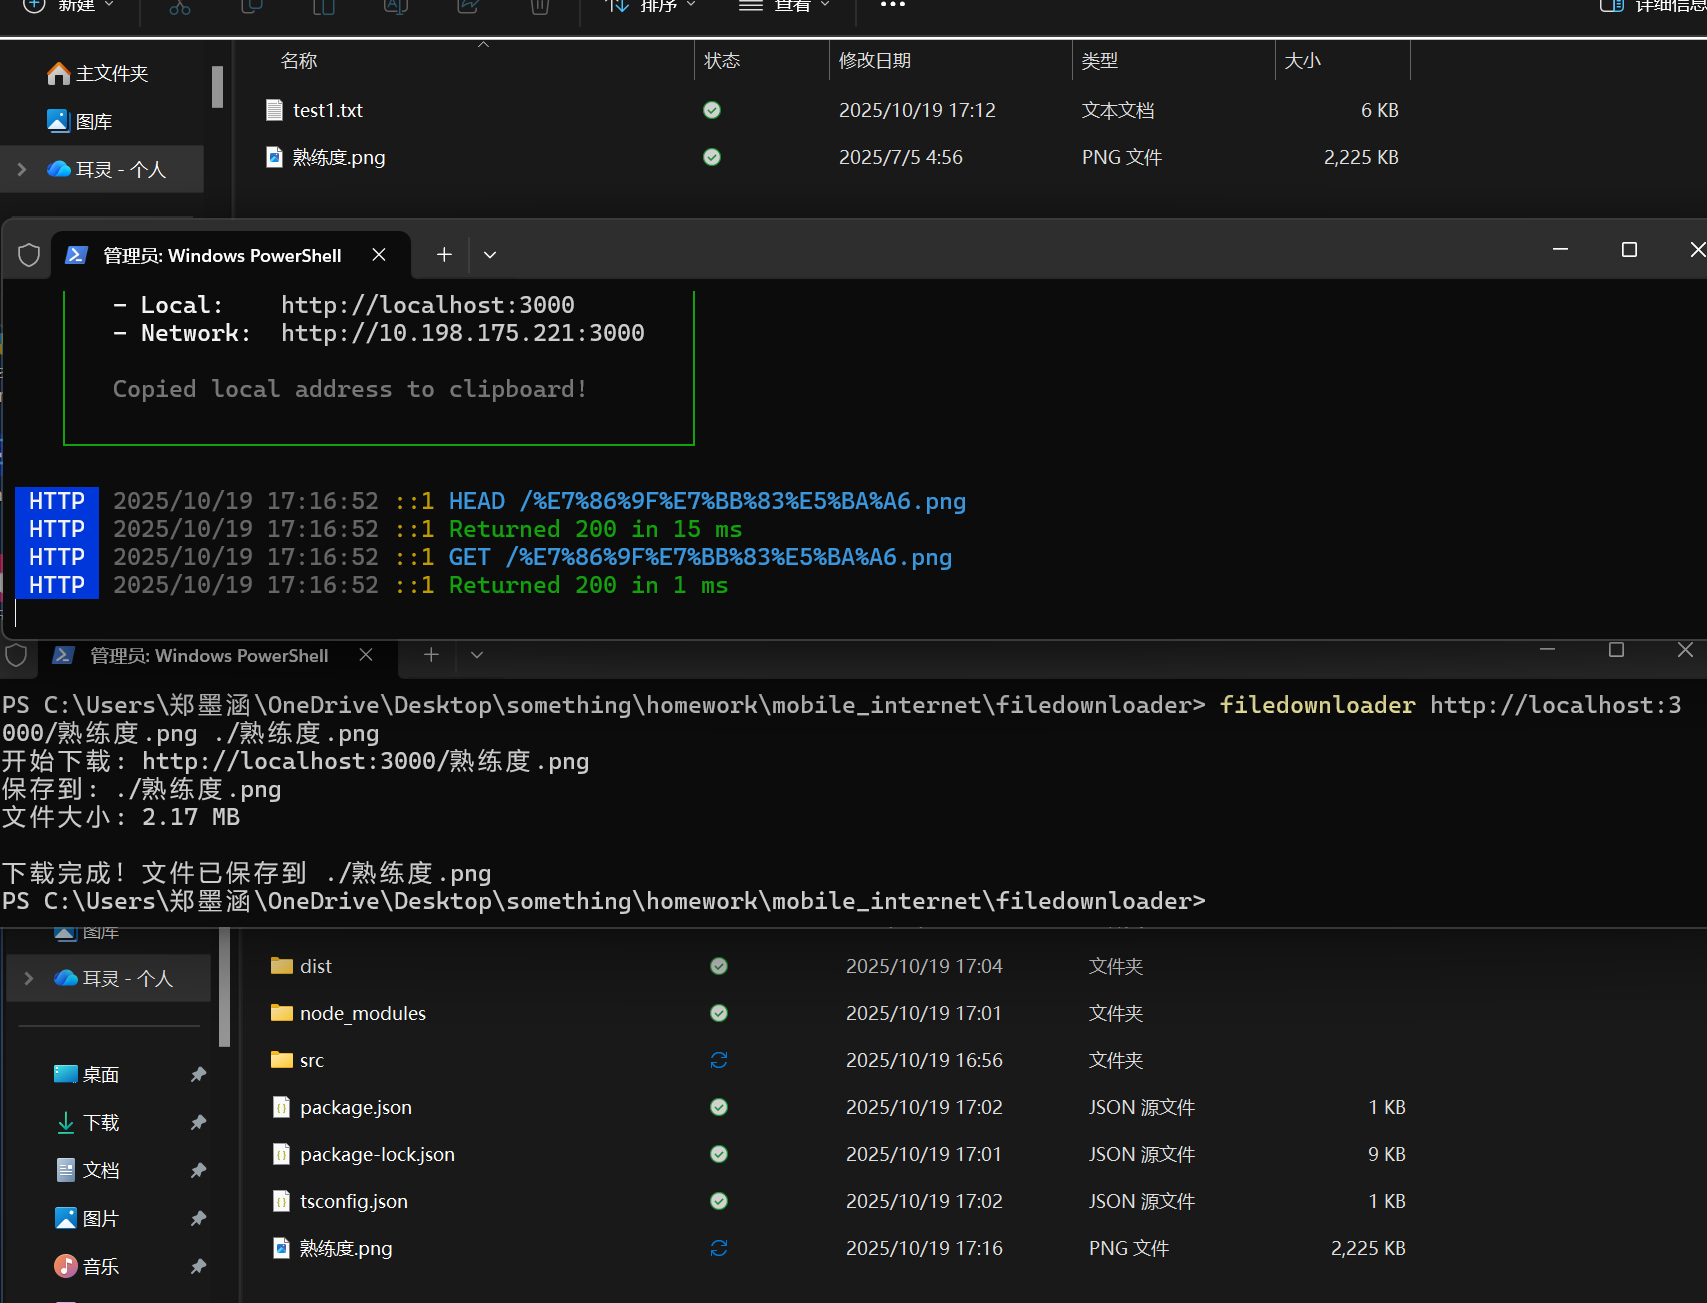 新建
排序
查看
详细信息
名称 状态 修改日期 类型 大小
主文件夹
图库
耳灵 - 个人
test1.txt 2025/10/19 17:12 文本文档 6 KB
熟练度.png 2025/7/5 4:56 PNG 文件 2,225 KB
管理员: Windows PowerShell
- Local: http://localhost:3000
- Network: http://10.198.175.221:3000
Copied local address to clipboard!
HTTP 2025/10/19 17:16:52 ::1 HEAD /%E7%86%9F%E7%BB%83%E5%BA%A6.png
HTTP 2025/10/19 17:16:52 ::1 Returned 200 in 15 ms
HTTP 2025/10/19 17:16:52 ::1 GET /%E7%86%9F%E7%BB%83%E5%BA%A6.png
HTTP 2025/10/19 17:16:52 ::1 Returned 200 in 1 ms
管理员: Windows PowerShell
PS C:\Users\郑墨涵\OneDrive\Desktop\something\homework\mobile_internet\filedownloader> filedownloader http://localhost:3
000/熟练度.png ./熟练度.png
开始下载: http://localhost:3000/熟练度.png
保存到: ./熟练度.png
文件大小: 2.17 MB
下载完成! 文件已保存到 ./熟练度.png
PS C:\Users\郑墨涵\OneDrive\Desktop\something\homework\mobile_internet\filedownloader>
图库
耳灵 - 个人
桌面
下载
文档
图片
音乐
dist 2025/10/19 17:04 文件夹
node_modules 2025/10/19 17:01 文件夹
src 2025/10/19 16:56 文件夹
package.json 2025/10/19 17:02 JSON 源文件 1 KB
package-lock.json 2025/10/19 17:01 JSON 源文件 9 KB
tsconfig.json 2025/10/19 17:02 JSON 源文件 1 KB
熟练度.png 2025/10/19 17:16 PNG 文件 2,225 KB